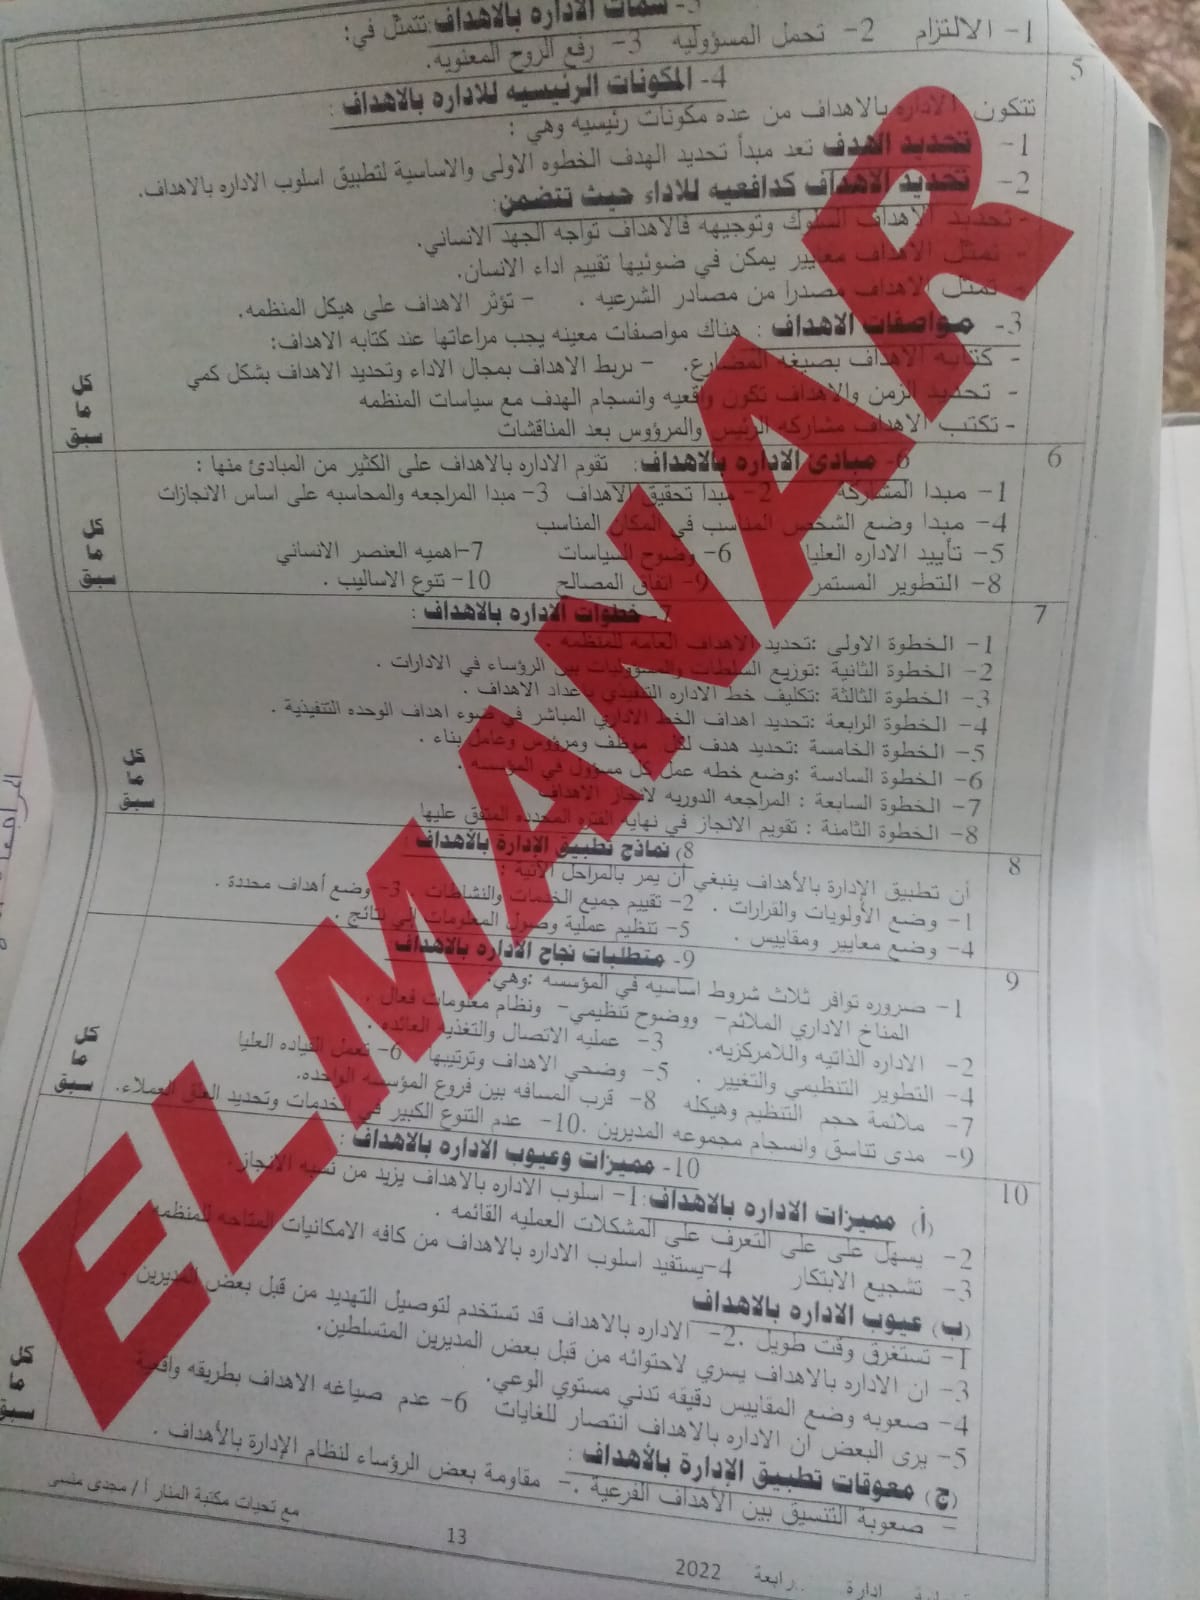 3- سمات الاداره بالاهداف: تتمثل في:
1- الالتزام 2- تحمل المسؤوليه 3- رفع الروح المعنويه.
5
4- المكونات الرئيسيه للاداره بالاهداف :
تتكون الاداره بالاهداف من عده مكونات رئيسيه وهي :
1- تحديد الهدف تعد مبدأ تحديد الهدف الخطوه الاولى والاساسية لتطبيق اسلوب الاداره بالاهداف.
2- تحديد الاهداف كدافعيه للاداء حيث تتضمن:
- تحديد الاهداف السلوك وتوجيهه فالاهداف تواجه الجهد الانساني.
- تمثل الاهداف معايير يمكن في ضوئيها تقييم اداء الانسان.
- تمثل الاهداف مصدرا من مصادر الشرعيه . - تؤثر الاهداف على هيكل المنظمه.
3- مواصفات الاهداف : هناك مواصفات معينه يجب مراعاتها عند كتابه الاهداف:
- كتابه الاهداف بصيغه المضارع. - بربط الاهداف بمجال الاداء وتحديد الاهداف بشكل كمي
- تحديد الزمن والاهداف تكون واقعيه وانسجام الهدف مع سياسات المنظمه
- تكتب الاهداف مشاركه الرئيس والمرؤوس بعد المناقشات
كل ما سبق
6
6- مبادئ الاداره بالاهداف: تقوم الاداره بالاهداف على الكثير من المبادئ منها :
1- مبدا المشاركه 2- مبدا تحقيق الاهداف 3- مبدا المراجعه والمحاسبه على اساس الانجازات
4- مبدا وضع الشخص المناسب في المكان المناسب
5- تأييد الاداره العليا 6- وضوح السياسات 7-اهميه العنصر الانساني
8- التطوير المستمر 9- اتفاق المصالح 10- تنوع الاساليب .
كل ما سبق
7
7- خطوات الاداره بالاهداف :
1- الخطوة الاولى :تحديد الاهداف العامه للمنظمه .
2- الخطوة الثانية :توزيع السلطات والمسؤوليات بين الرؤساء في الادارات .
3- الخطوة الثالثة :تكليف خط الاداره التنفيذي باعداد الاهداف .
4- الخطوة الرابعة :تحديد اهداف الخط الاداري المباشر في ضوء اهداف الوحده التنفيذية .
5- الخطوة الخامسة :تحديد هدف لكل موظف ومرؤوس وعامل بناء .
6- الخطوة السادسة :وضع خطه عمل كل مسؤول في المؤسسه .
7- الخطوة السابعة : المراجعه الدوريه لانجاز الاهداف
8- الخطوة الثامنة : تقويم الانجاز في نهايه الفتره المحدده المتفق عليها
كل ما سبق
8
8) نماذج تطبيق الإدارة بالأهداف :
أن تطبيق الإدارة بالأهداف ينبغي أن يمر بالمراحل الآتية :
1- وضع الأولويات والقرارات . 2- تقييم جميع الخدمات والنشاطات 3- وضع أهداف محددة .
4- وضع معايير ومقاييس . 5- تنظيم عملية وصول المعلومات إلي نتائج .
9
9- متطلبات نجاح الاداره بالاهداف
1- ضروره توافر ثلاث شروط اساسيه في المؤسسه :وهي:
المناخ الاداري الملائم- ووضوح تنظيمي- ونظام معلومات فعال .
2- الاداره الذاتيه واللامركزيه. 3- عمليه الاتصال والتغذيه العائده .
4- التطوير التنظيمي والتغيير . 5- وضحي الاهداف وترتيبها 6- تعمل القياده العليا
7- ملائمة حجم التنظيم وهيكله 8- قرب المسافه بين فروع المؤسسه الواحده.
9- مدى تناسق وانسجام مجموعه المديرين .10- عدم التنوع الكبير في الخدمات وتحديد العملاء.
كل ما سبق
10
10- مميزات وعيوب الاداره بالاهداف :
(أ) مميزات الاداره بالاهداف: 1- اسلوب الاداره بالاهداف يزيد من نسبه الانجاز.
2- يسهل على على التعرف على المشكلات العمليه القائمه .
3- تشجيع الابتكار 4-يستفيد اسلوب الاداره بالاهداف من كافه الامكانيات المتاحه للمنظمه
(ب) عيوب الاداره بالاهداف
1- تستغرق وقت طويل .2- الاداره بالاهداف قد تستخدم لتوصيل التهديد من قبل بعض المديرين .
3- ان الاداره بالاهداف يسري لاحتوائه من قبل بعض المديرين المتسلطين.
4- صعوبه وضع المقاييس دقيقه تدني مستوي الوعي.
5- يرى البعض ان الاداره بالاهداف انتصار للغايات 6- عدم صياغه الاهداف بطريقه واقعية
(ج) معوقات تطبيق الإدارة بالأهداف :
- صعوبة التنسيق بين الأهداف الفرعية .- مقاومة بعض الرؤساء لنظام الإدارة بالأهداف .
كل ما سبق
مع تحيات مكتبة المنار أ / مجدى منسى
13
ادارة رابعة 2022
ELMANAR